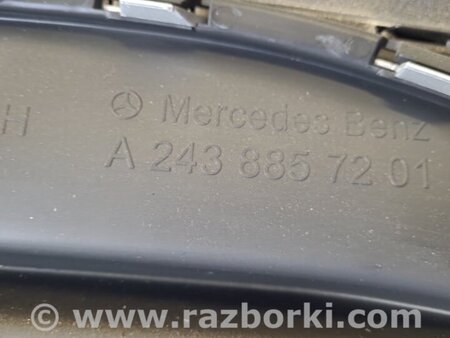 Mercedes Benz
H
A 243 885 72 01
© www.razborki.com